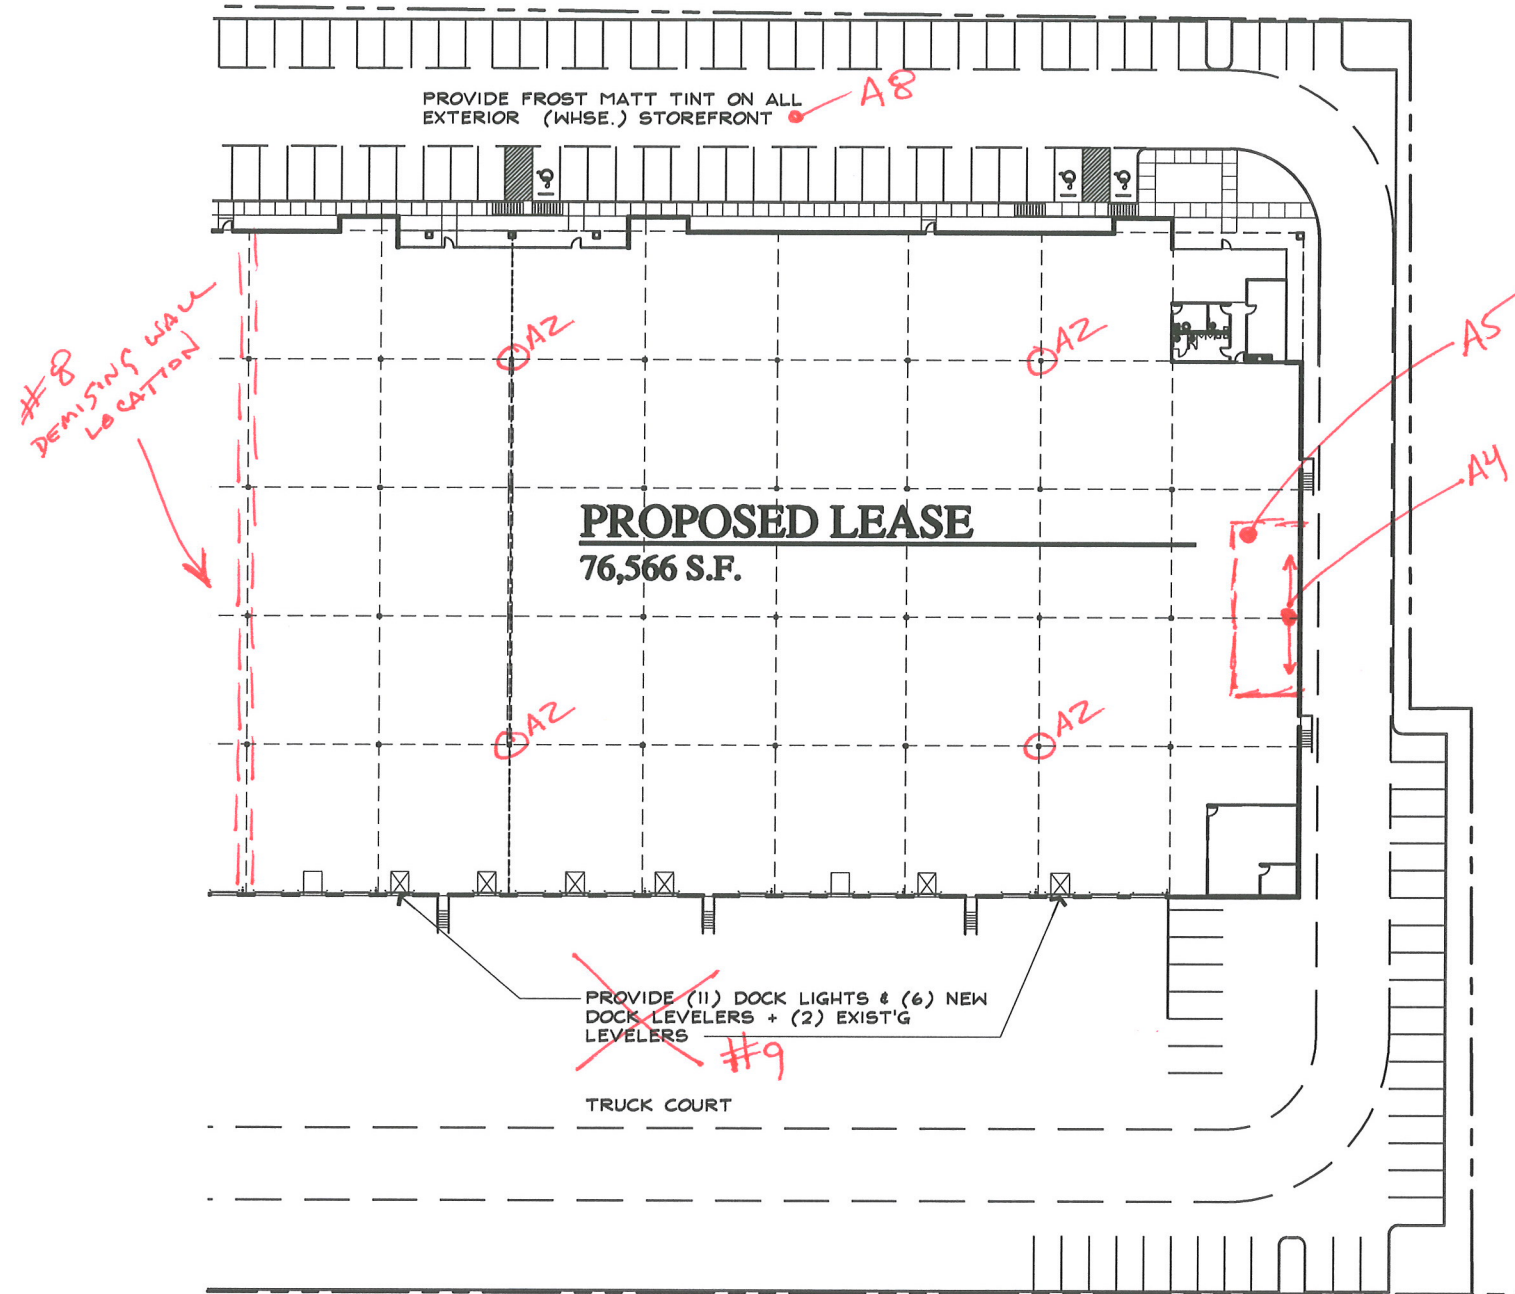 PROVIDE FROST MATT TINT ON ALL
EXTERIOR (WHSE.) STOREFRONT
A8
A2
A2
#8
DEMISING WALL
LOCATION
A5
A4
PROPOSED LEASE
76,566 S.F.
A2
A2
PROVIDE (11) DOCK LIGHTS & (6) NEW
DOCK LEVELERS + (2) EXIST'G
LEVELERS
#9
TRUCK COURT